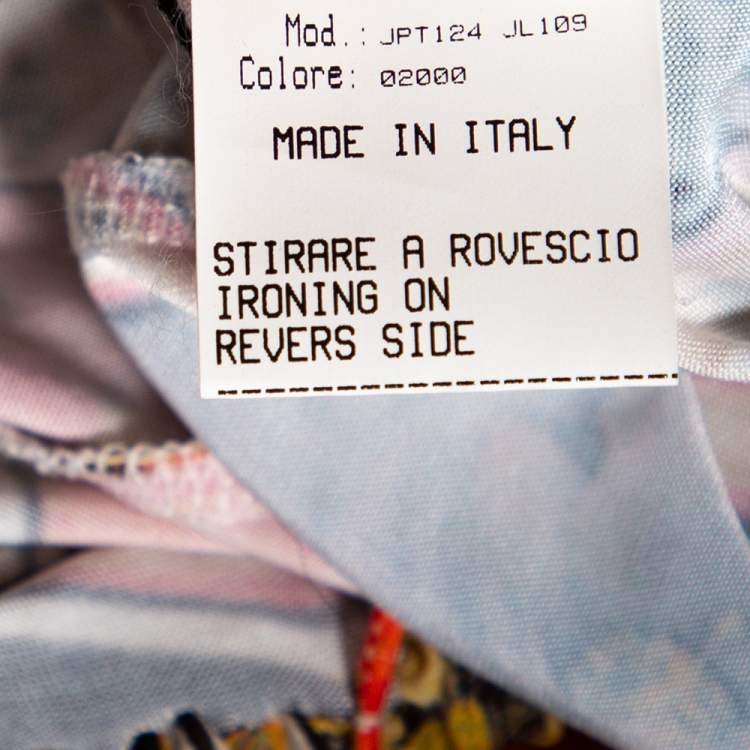 Mod.: JPT124 JL109
Colore: 02000
MADE IN ITALY
STIRARE A ROVESCIO
IRONING ON
REVERS SIDE